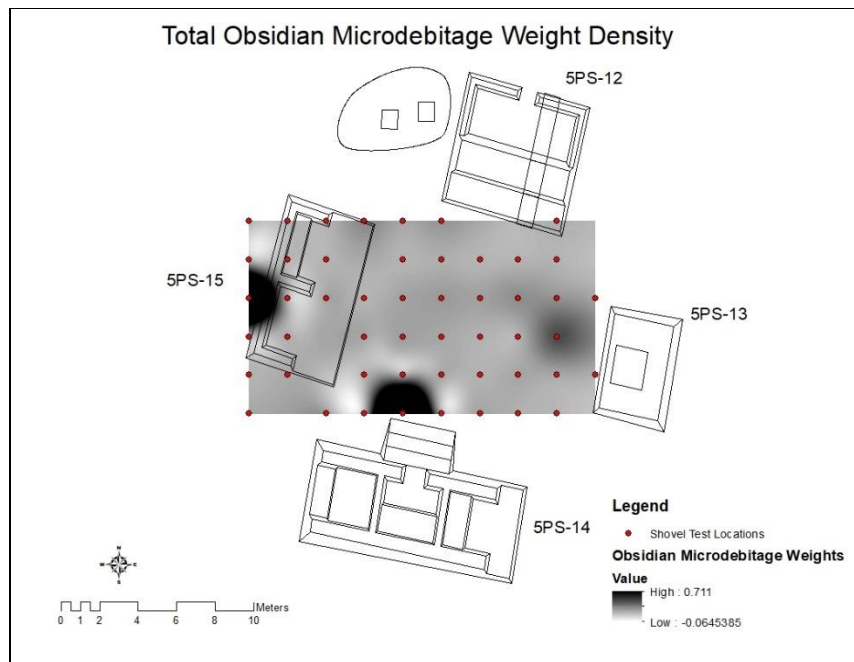 Total Obsidian Microdebitage Weight Density
5PS-12
5PS-15
5PS-13
5PS-14
Legend
Shovel Test Locations
Obsidian Microdebitage Weights
Value
High : 0.711
Low : -0.0645385
N
W E
S
Meters
0 1 2 4 6 8 10